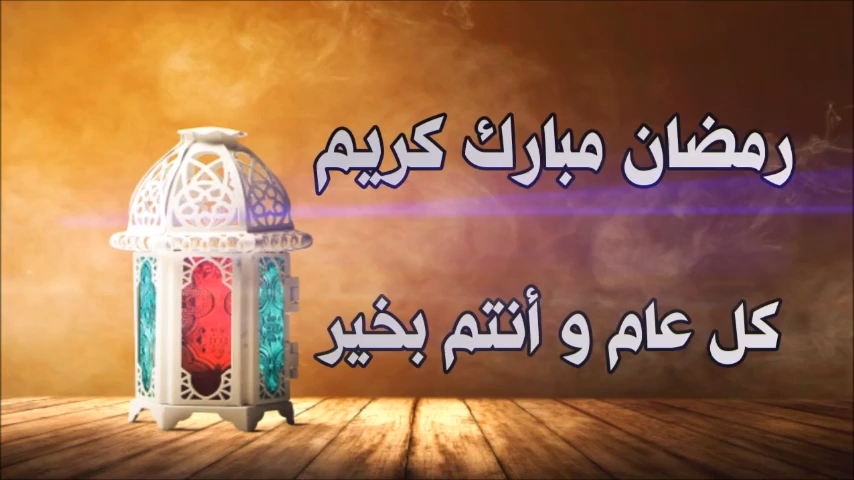 رمضان مبارك كريم
كل عام و أنتم بخير